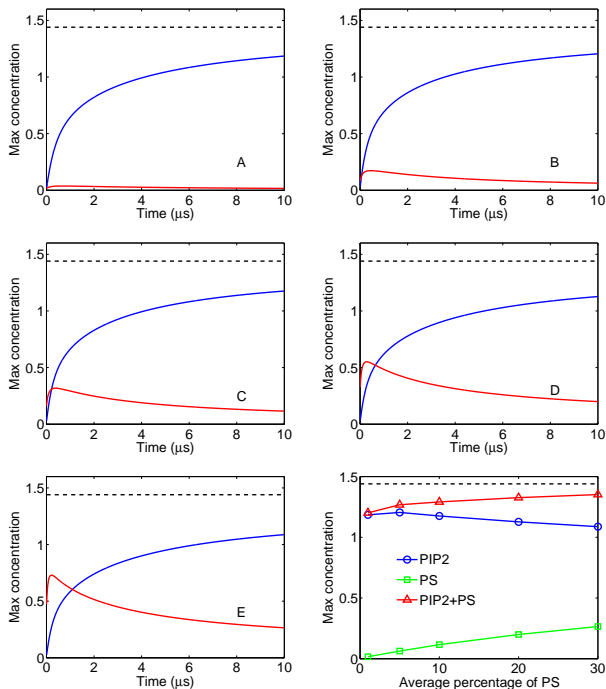 1.5
1
0.5
0
Max concentration
A
0 2 4 6 8 10
Time (μs)
1.5
1
0.5
0
Max concentration
B
0 2 4 6 8 10
Time (μs)
1.5
1
0.5
0
Max concentration
C
0 2 4 6 8 10
Time (μs)
1.5
1
0.5
0
Max concentration
D
0 2 4 6 8 10
Time (μs)
1.5
1
0.5
0
Max concentration
E
0 2 4 6 8 10
Time (μs)
1.5
1
0.5
0
Max concentration
PIP2
PS
PIP2+PS
0 10 20 30
Average percentage of PS